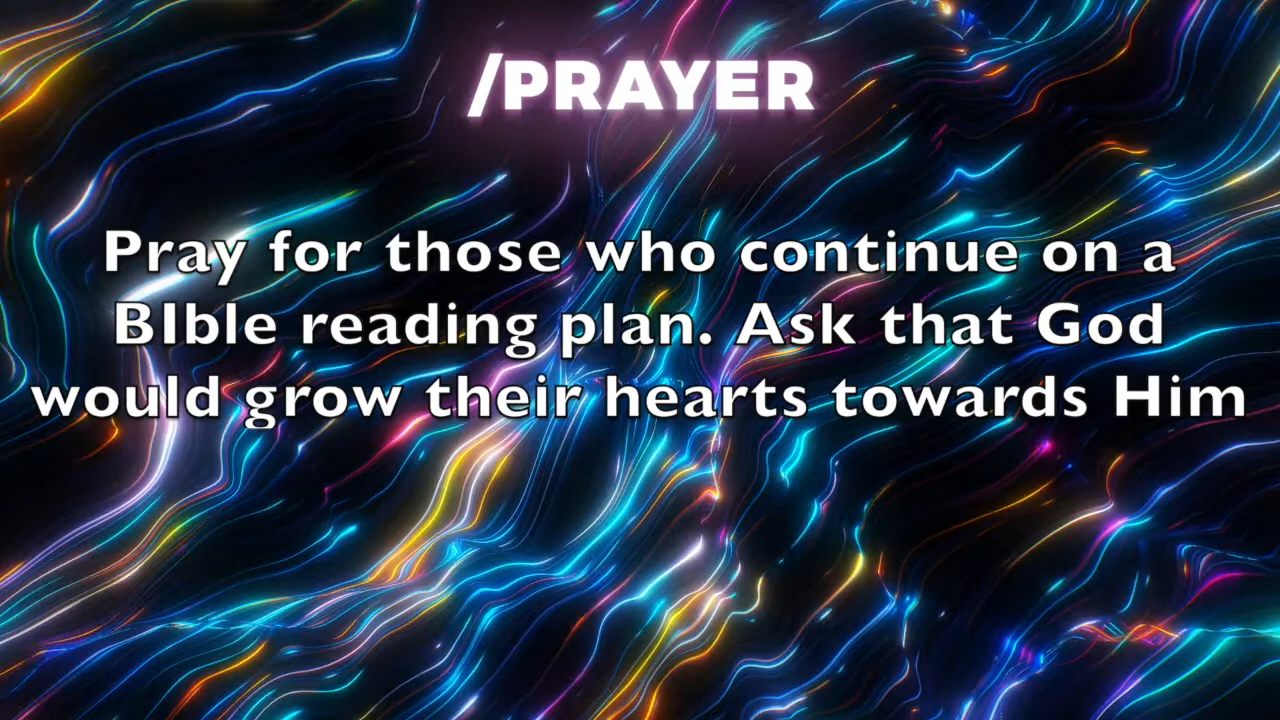 /PRAYER
Pray for those who continue on a
BIble reading plan. Ask that God
would grow their hearts towards Him